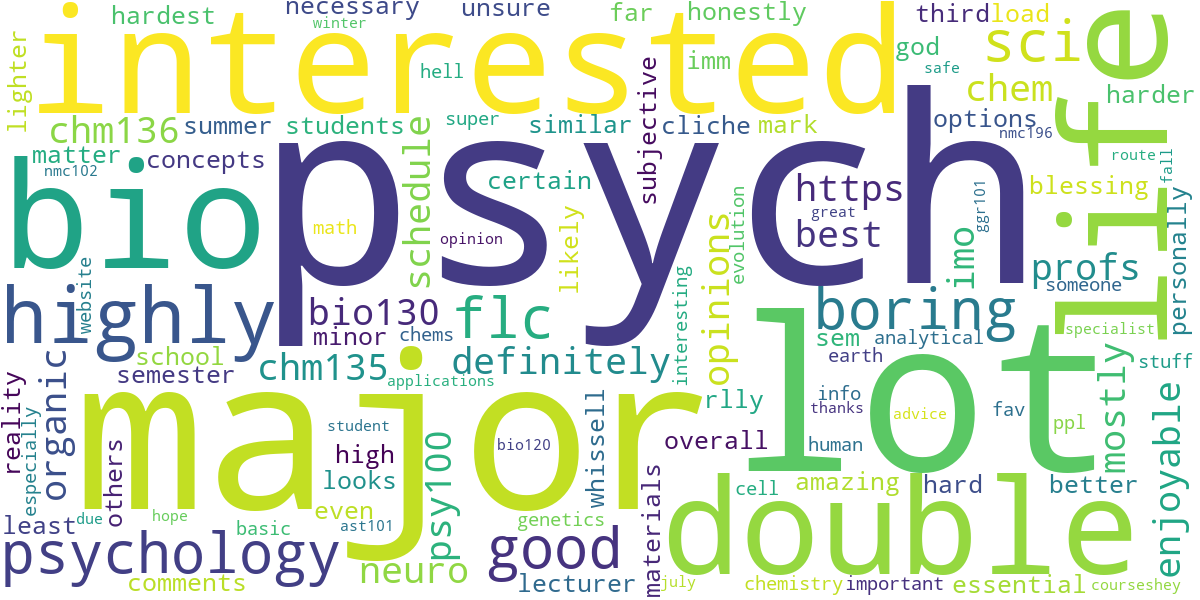 hardest
winter
necessary
unsure
far
honestly
third
load
interested
sci
life
god
lighter
hell
imm
safe
chem
harder
chm136
summer
students
super
similar
subjective
cliche
mark
options
nmc196
matter
nmc102
concepts
schedule
certain
https
route
fall
bio
psych
math
great
ggr101
blessing
opinion
likely
opinions
evolution
best
imo
profs
personally
website
highly
bio130
flc
interesting
boring
someone
minor
chems
sem
analytical
specialist
school
chm135
definitely
earth
stuff
semester
applications
organic
major
lot
reality
rlly
info
thanks
advice
fav
mostly
ppl
especially
others
student
high
psy100
bio120
whissell
overall
human
looks
materials
double
cell
amazing
hard
better
enjoyable
least
due
hope
even
ast101
basic
genetics
psychology
good
neuro
comments
lecturer
july
chemistry
important
essential
courseshey